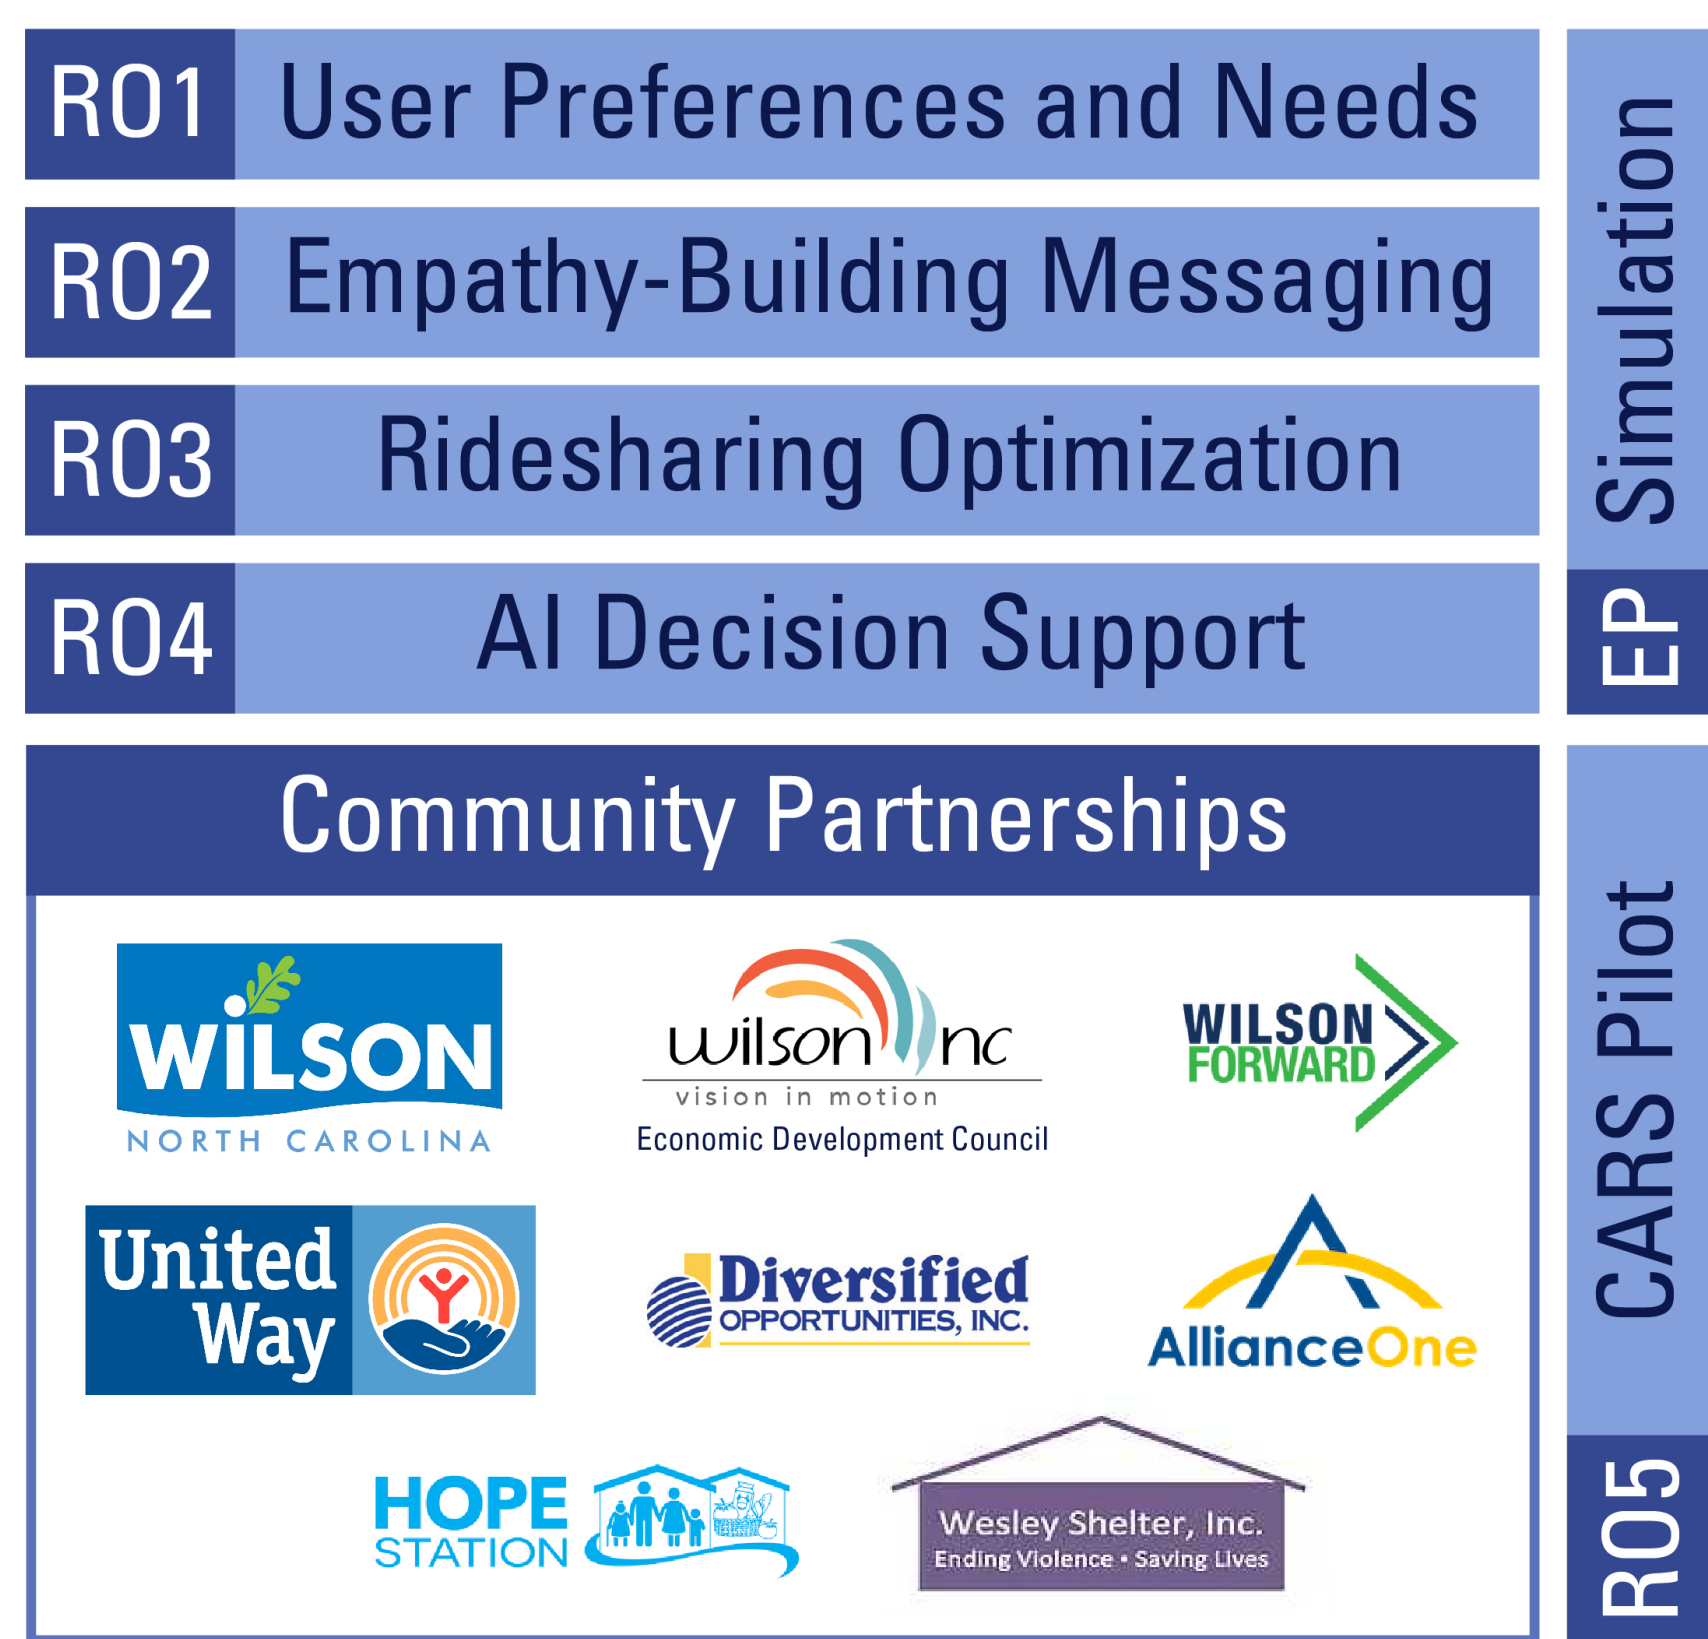 RO1 User Preferences and Needs
RO2 Empathy-Building Messaging
RO3 Ridesharing Optimization
RO4 AI Decision Support
EP Simulation
Community Partnerships
WILSON
NORTH CAROLINA
wilson nc
vision in motion
Economic Development Council
WILSON
FORWARD
United
Way
Diversified
OPPORTUNITIES, INC.
AllianceOne
HOPE
STATION
Wesley Shelter, Inc.
Ending Violence • Saving Lives
RO5 CARS Pilot